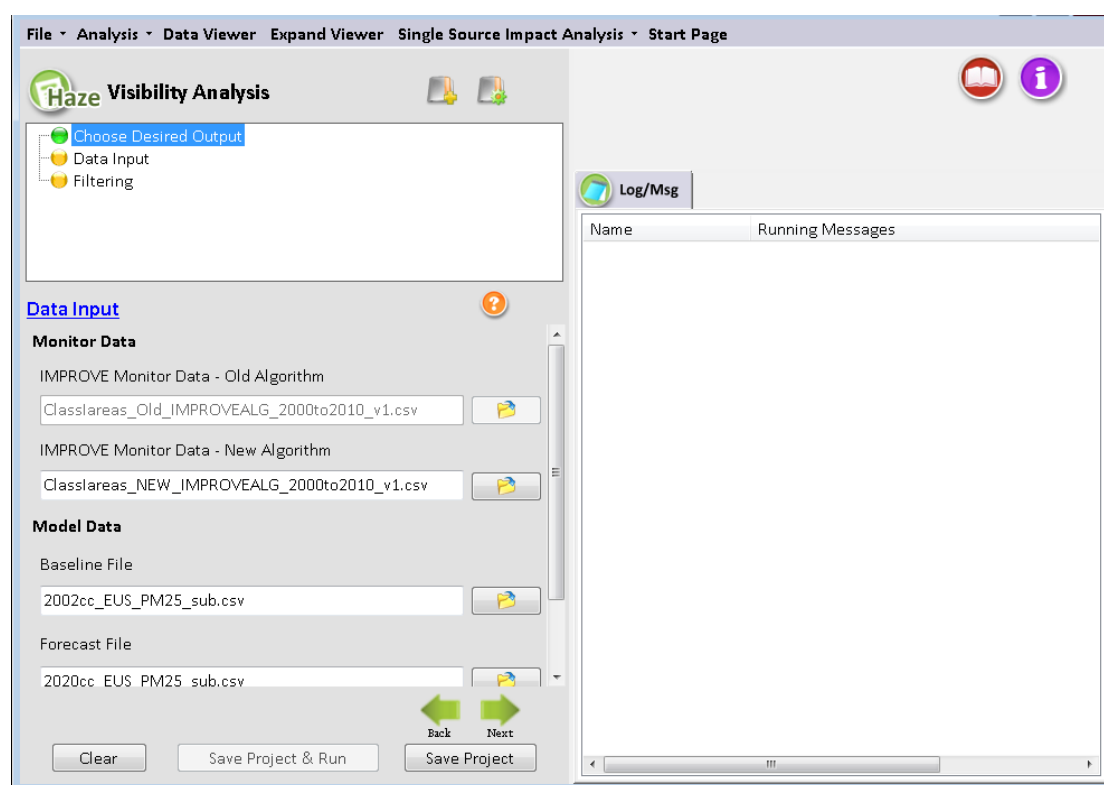 File Analysis Data Viewer Expand Viewer Single Source Impact Analysis Start Page
Haze Visibility Analysis
Choose Desired Output
Data Input
Filtering
Data Input
Monitor Data
IMPROVE Monitor Data - Old Algorithm
ClassIareas_Old_IMPROVEALG_2000to2010_v1.csv
IMPROVE Monitor Data - New Algorithm
ClassIareas_NEW_IMPROVEALG_2000to2010_v1.csv
Model Data
Baseline File
2002cc_EUS_PM25_sub.csv
Forecast File
2020cc_EUS_PM25_sub.csv
Back Next
Clear Save Project & Run Save Project
Log/Msg
Name Running Messages